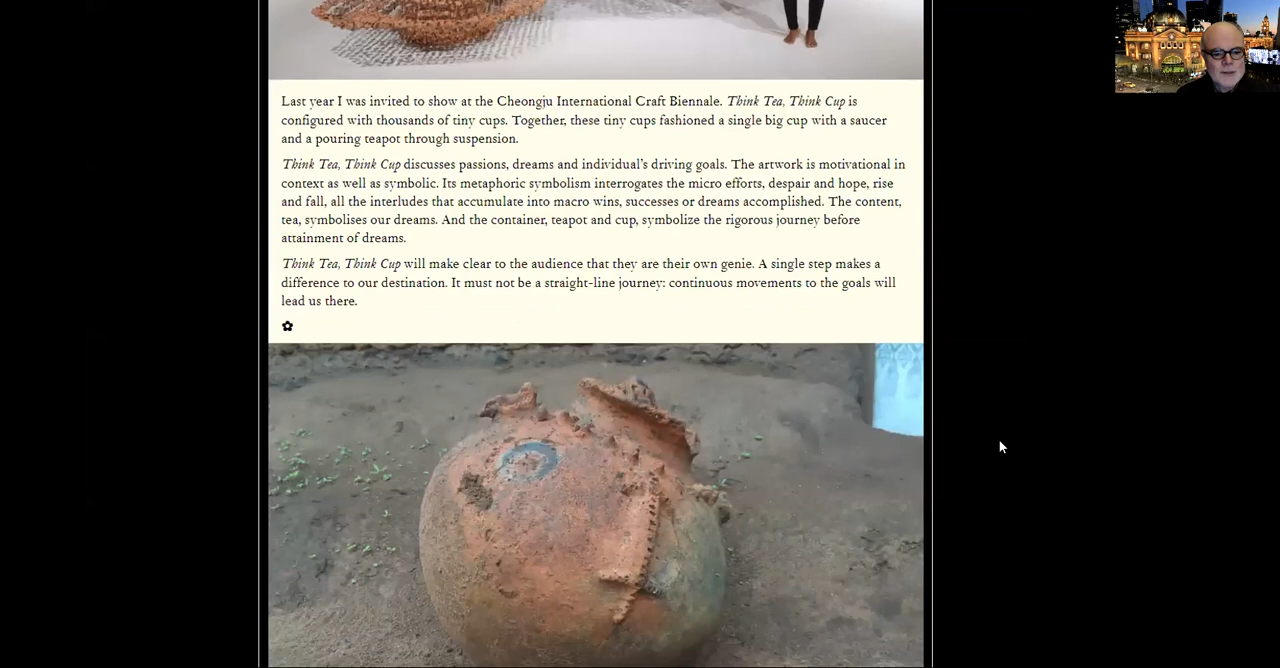 Last year I was invited to show at the Cheongju International Craft Biennale. Think Tea, Think Cup is
configured with thousands of tiny cups. Together, these tiny cups fashioned a single big cup with a saucer
and a pouring teapot through suspension.
Think Tea, Think Cup discusses passions, dreams and individual’s driving goals. The artwork is motivational in
context as well as symbolic. Its metaphoric symbolism interrogates the micro efforts, despair and hope, rise
and fall, all the interludes that accumulate into macro wins, successes or dreams accomplished. The content,
tea, symbolises our dreams. And the container, teapot and cup, symbolize the rigorous journey before
attainment of dreams.
Think Tea, Think Cup will make clear to the audience that they are their own genie. A single step makes a
difference to our destination. It must not be a straight-line journey: continuous movements to the goals will
lead us there.